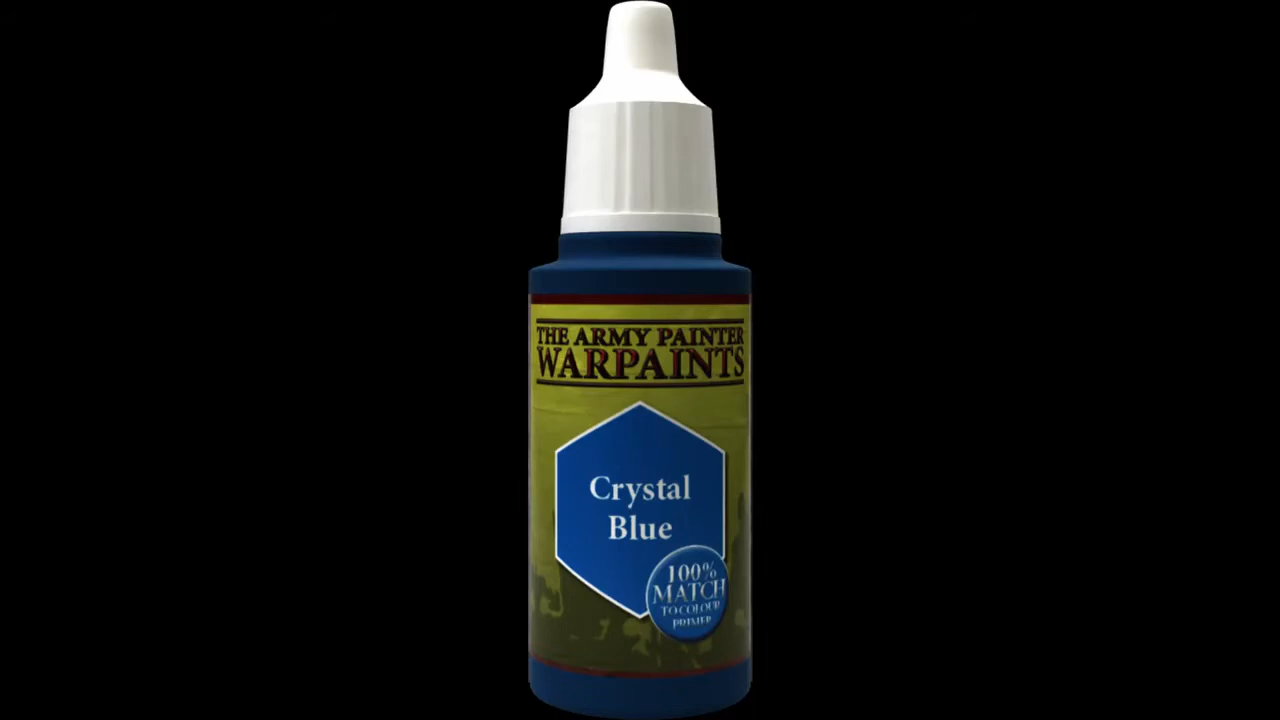 THE ARMY PAINTER
WARPAINTS
Crystal
Blue
100%
MATCH
TO COLOUR
PRIMER